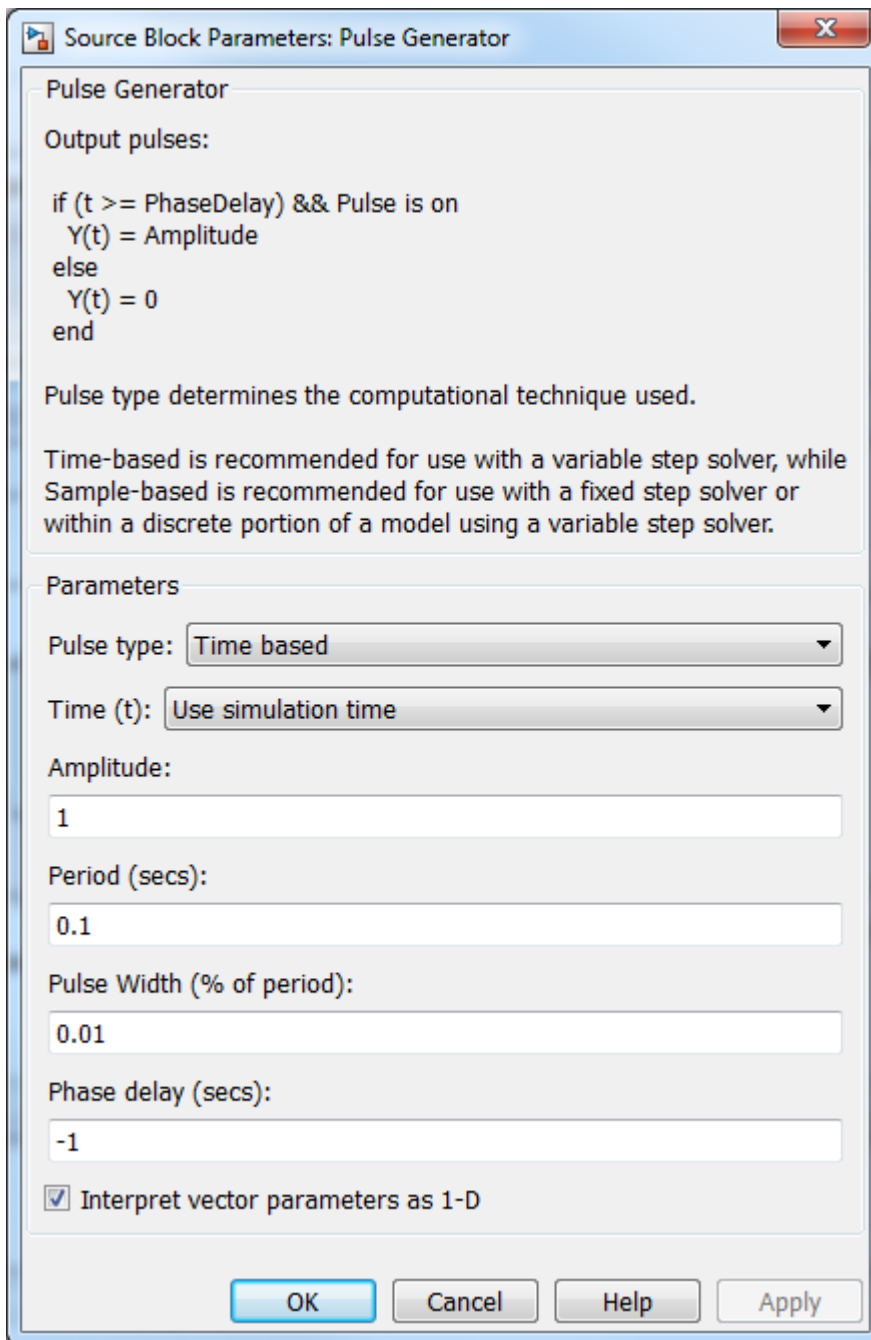 Source Block Parameters: Pulse Generator
Pulse Generator
Output pulses:
if (t >= PhaseDelay) && Pulse is on
Y(t) = Amplitude
else
Y(t) = 0
end
Pulse type determines the computational technique used.
Time-based is recommended for use with a variable step solver, while
Sample-based is recommended for use with a fixed step solver or
within a discrete portion of a model using a variable step solver.
Parameters
Pulse type: Time based
Time (t): Use simulation time
Amplitude:
1
Period (secs):
0.1
Pulse Width (% of period):
0.01
Phase delay (secs):
-1
Interpret vector parameters as 1-D
OK Cancel Help Apply